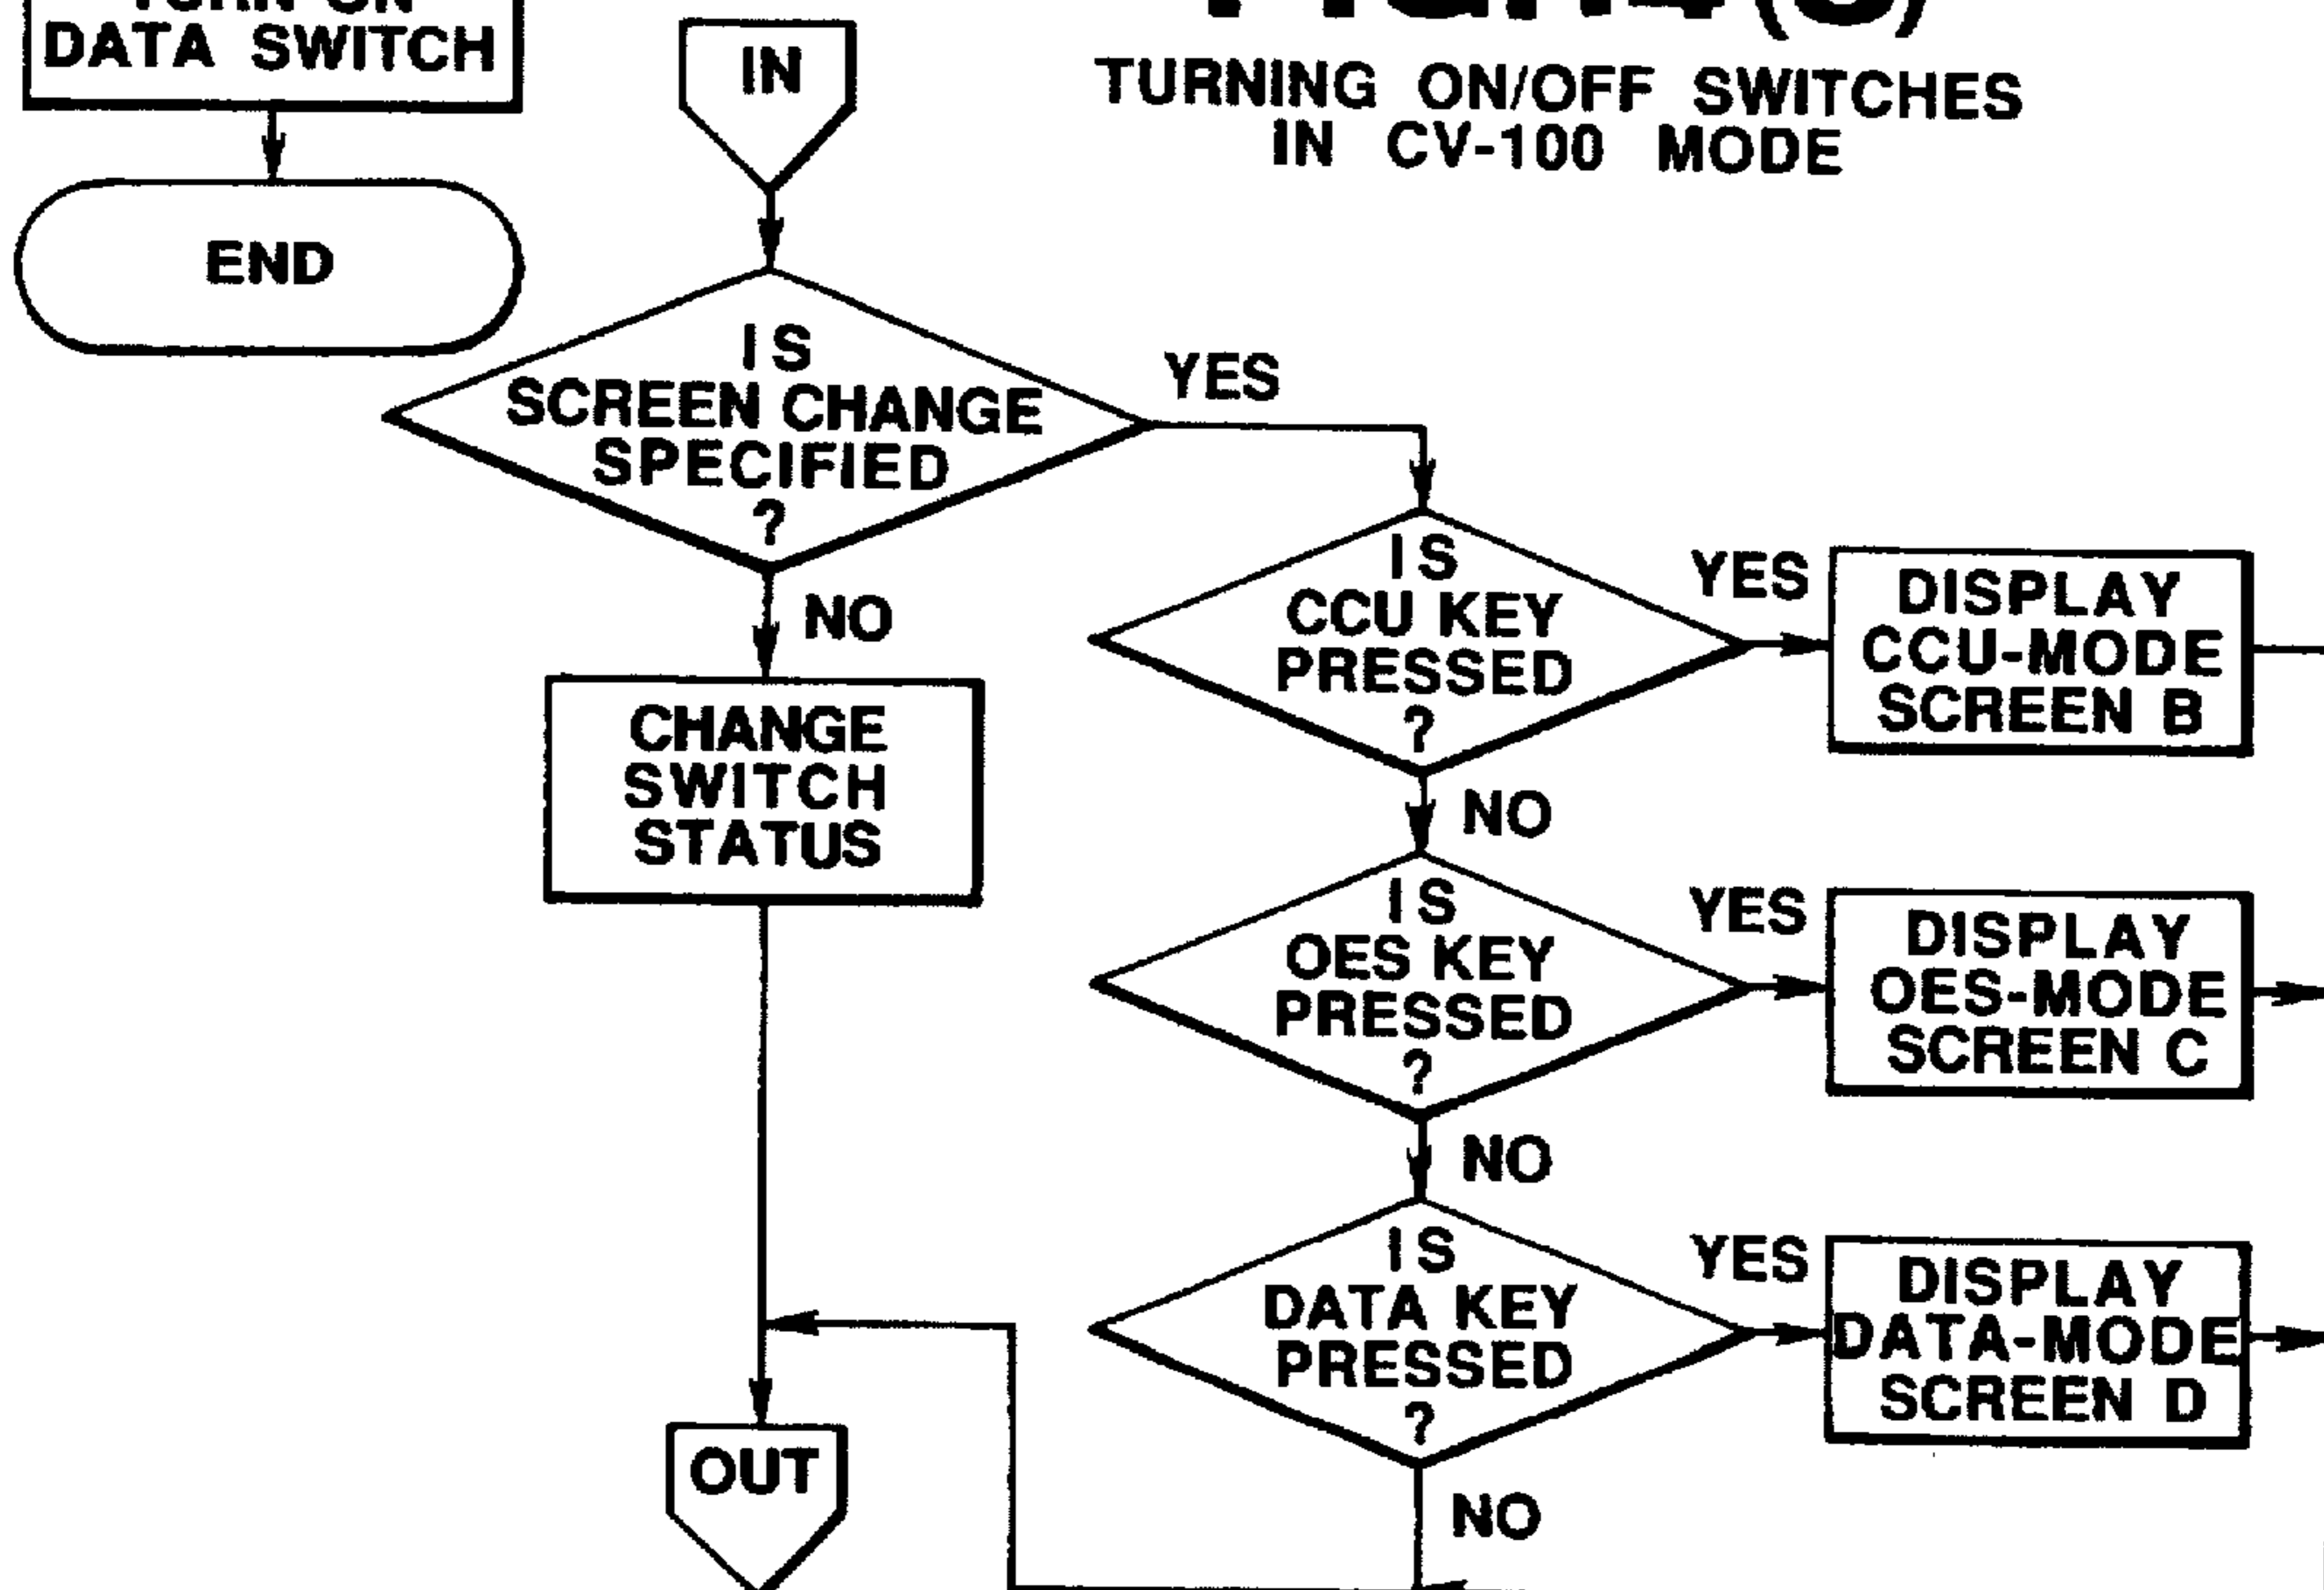 DATA SWITCH
END
IN
TURNING ON/OFF SWITCHES
IN CV-100 MODE
IS
SCREEN CHANGE
SPECIFIED
?
YES
NO
CHANGE
SWITCH
STATUS
OUT
IS
CCU KEY
PRESSED
?
YES
DISPLAY
CCU-MODE
SCREEN B
NO
IS
OES KEY
PRESSED
?
YES
DISPLAY
OES-MODE
SCREEN C
NO
IS
DATA KEY
PRESSED
?
YES
DISPLAY
DATA-MODE
SCREEN D
NO